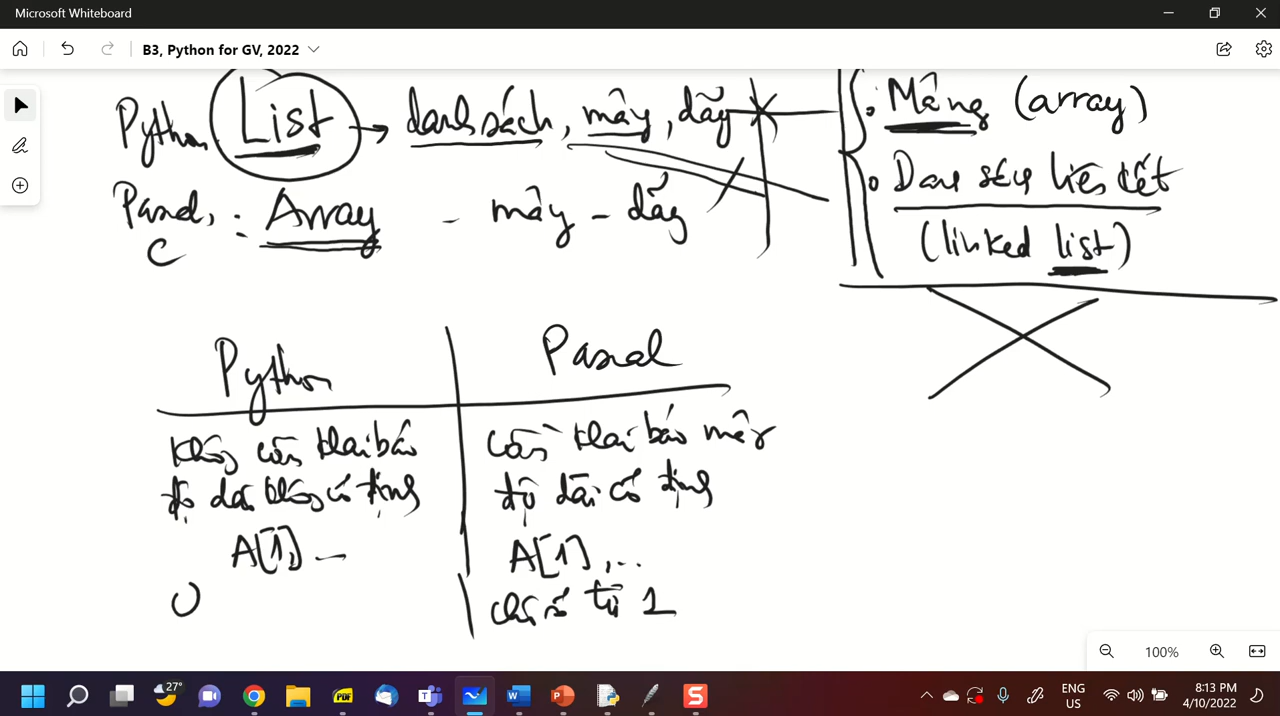 Microsoft Whiteboard
B3, Python for GV, 2022
Python List → danh sách, mảng, dãy
Pascal, : Array - mảng - dãy
C
Mảng (array)
Danh sách liên kết
(linked list)
Python
Pascal
Không cần khai báo
độ dài không cố định
A[1] -
0
cần khai báo mảng
độ dài cố định
A[1], ...
chỉ số từ 1
100%
27°
ENG
US
8:13 PM
4/10/2022